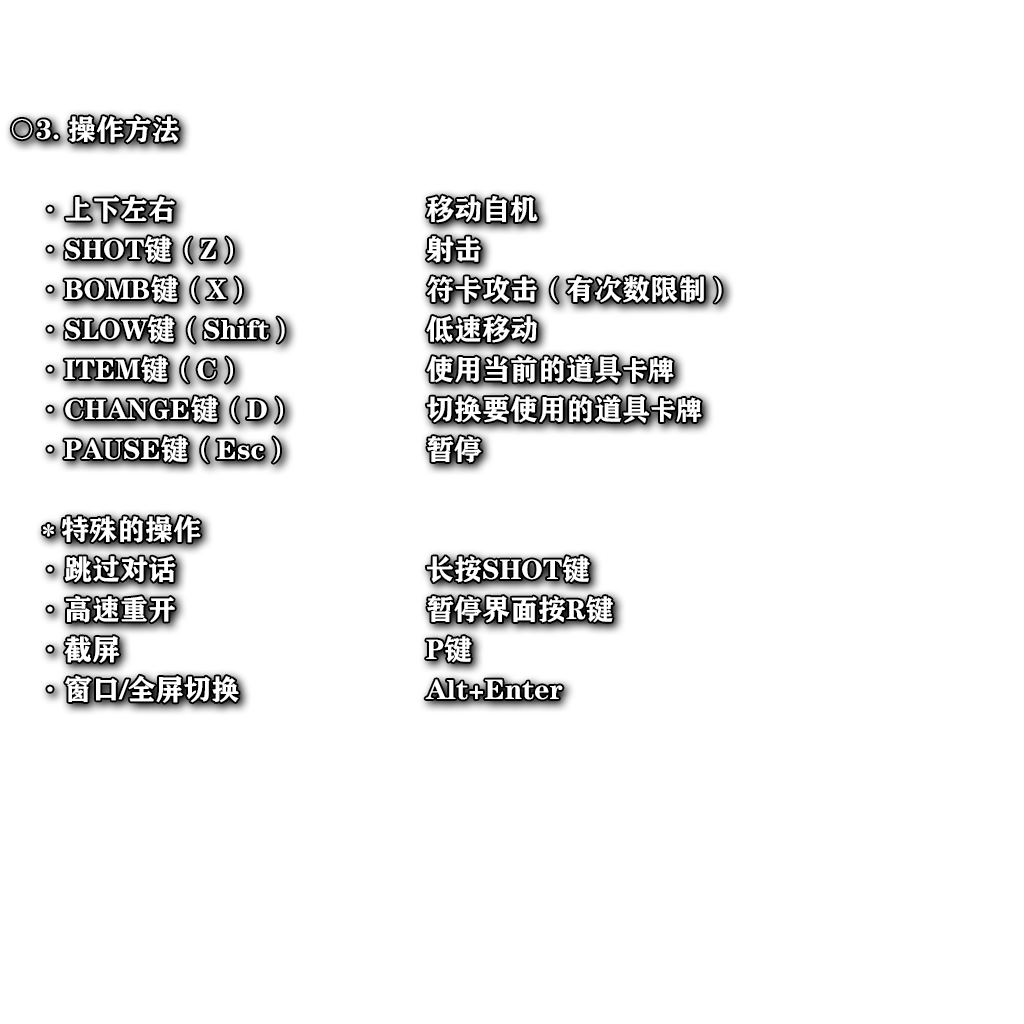 ◎3. 操作方法
・上下左右 移动自机
・SHOT键（Z） 射击
・BOMB键（X） 符卡攻击（有次数限制）
・SLOW键（Shift） 低速移动
・ITEM键（C） 使用当前的道具卡牌
・CHANGE键（D） 切换要使用的道具卡牌
・PAUSE键（Esc） 暂停
＊特殊的操作
・跳过对话 长按SHOT键
・高速重开 暂停界面按R键
・截屏 P键
・窗口/全屏切换 Alt+Enter